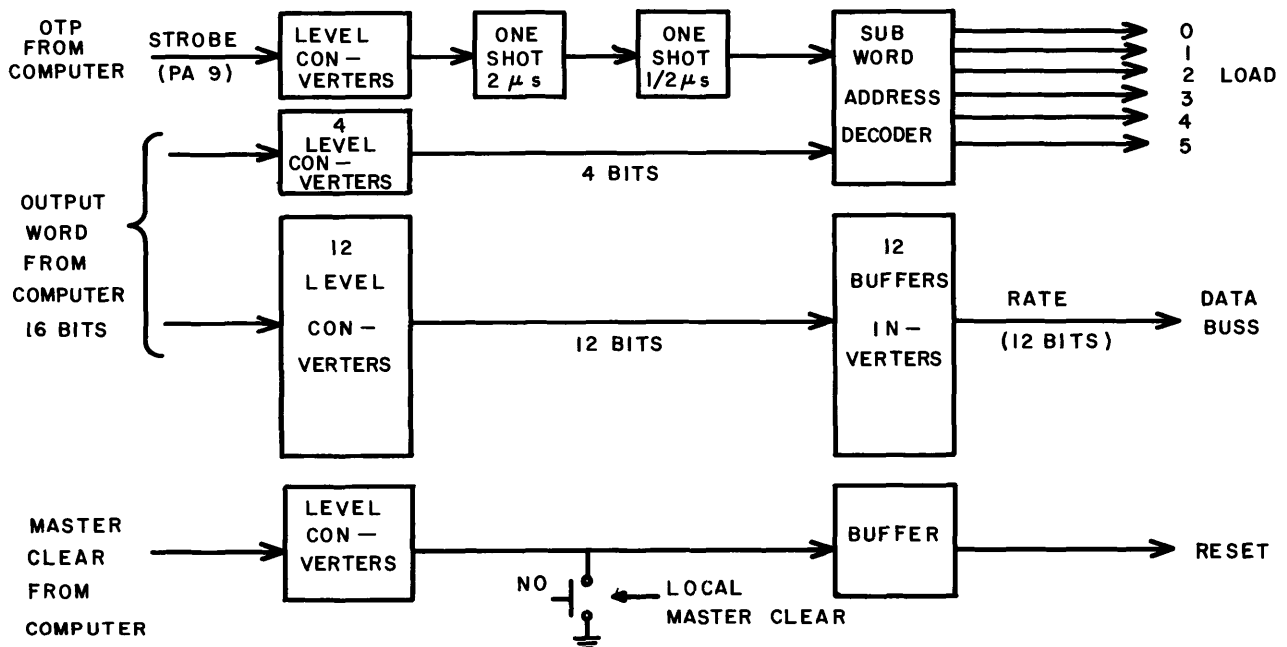 OTP
FROM
COMPUTER
STROBE
(PA 9)
LEVEL
CON-
VERTERS
ONE
SHOT
2 μs
ONE
SHOT
1/2 μs
SUB
WORD
ADDRESS
DECODER
0
1
2
3
4
5
LOAD
4
LEVEL
CON-
VERTERS
4 BITS
OUTPUT
WORD
FROM
COMPUTER
16 BITS
12
LEVEL
CON-
VERTERS
12 BITS
12
BUFFERS
IN-
VERTERS
RATE
(12 BITS)
DATA
BUSS
MASTER
CLEAR
FROM
COMPUTER
LEVEL
CON-
VERTERS
NO
LOCAL
MASTER CLEAR
BUFFER
RESET